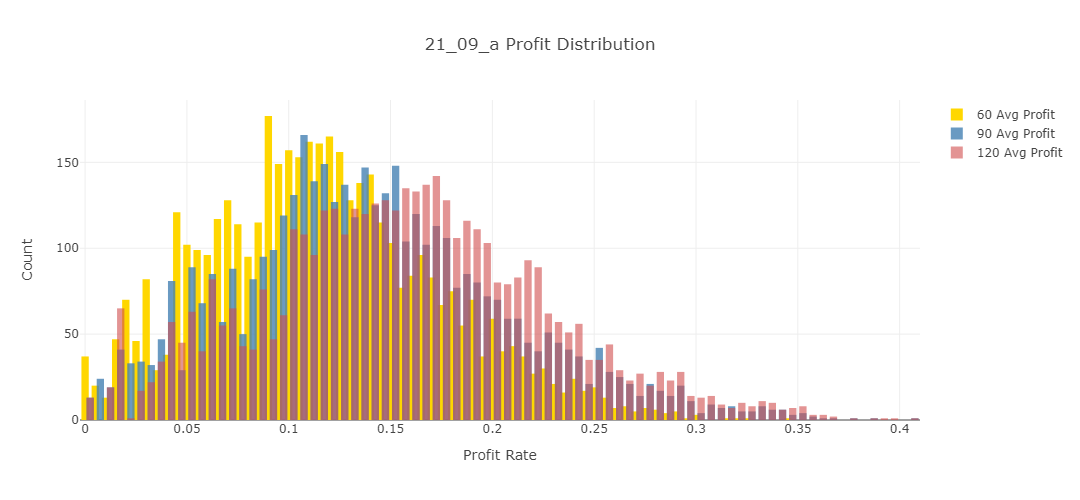 21_09_a Profit Distribution
60 Avg Profit
90 Avg Profit
120 Avg Profit
150
100
50
0
Count
0 0.05 0.1 0.15 0.2 0.25 0.3 0.35 0.4
Profit Rate